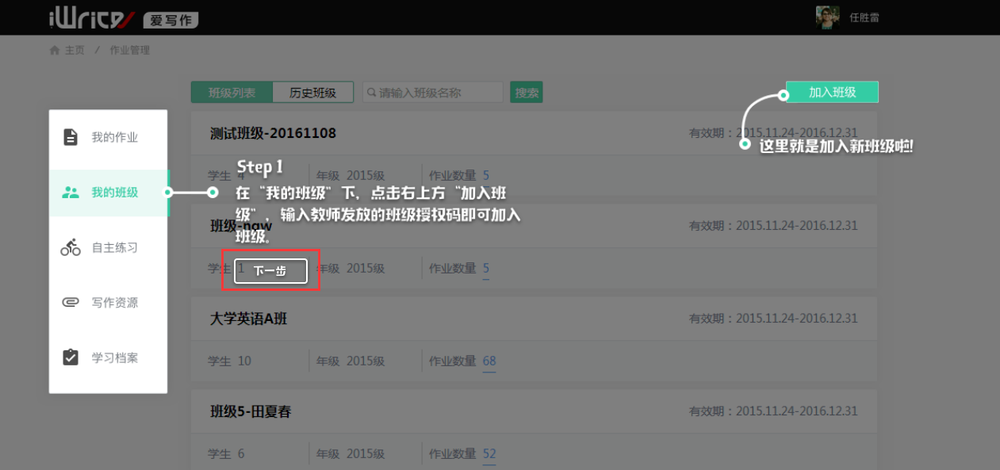 iWrite 爱写作
任胜雷
主页 / 作业管理
班级列表 历史班级 请输入班级名称 搜索 加入班级
我的作业
我的班级
自主练习
写作资源
学习档案
测试班级-20161108 有效期：2015.11.24-2016.12.31
这里就是加入新班级啦!
学生 4 年级 2015级 作业数量 5
Step 1
在“我的班级”下，点击右上方“加入班
级”，输入教师发放的班级授权码即可加入
班级。
班级-nqw 有效期：2015.11.24-2016.12.31
学生 1 年级 2015级 作业数量 5
下一步
大学英语A班 有效期：2015.11.24-2016.12.31
学生 10 年级 2015级 作业数量 68
班级5-田夏春 有效期：2015.11.24-2016.12.31
学生 6 年级 2015级 作业数量 52